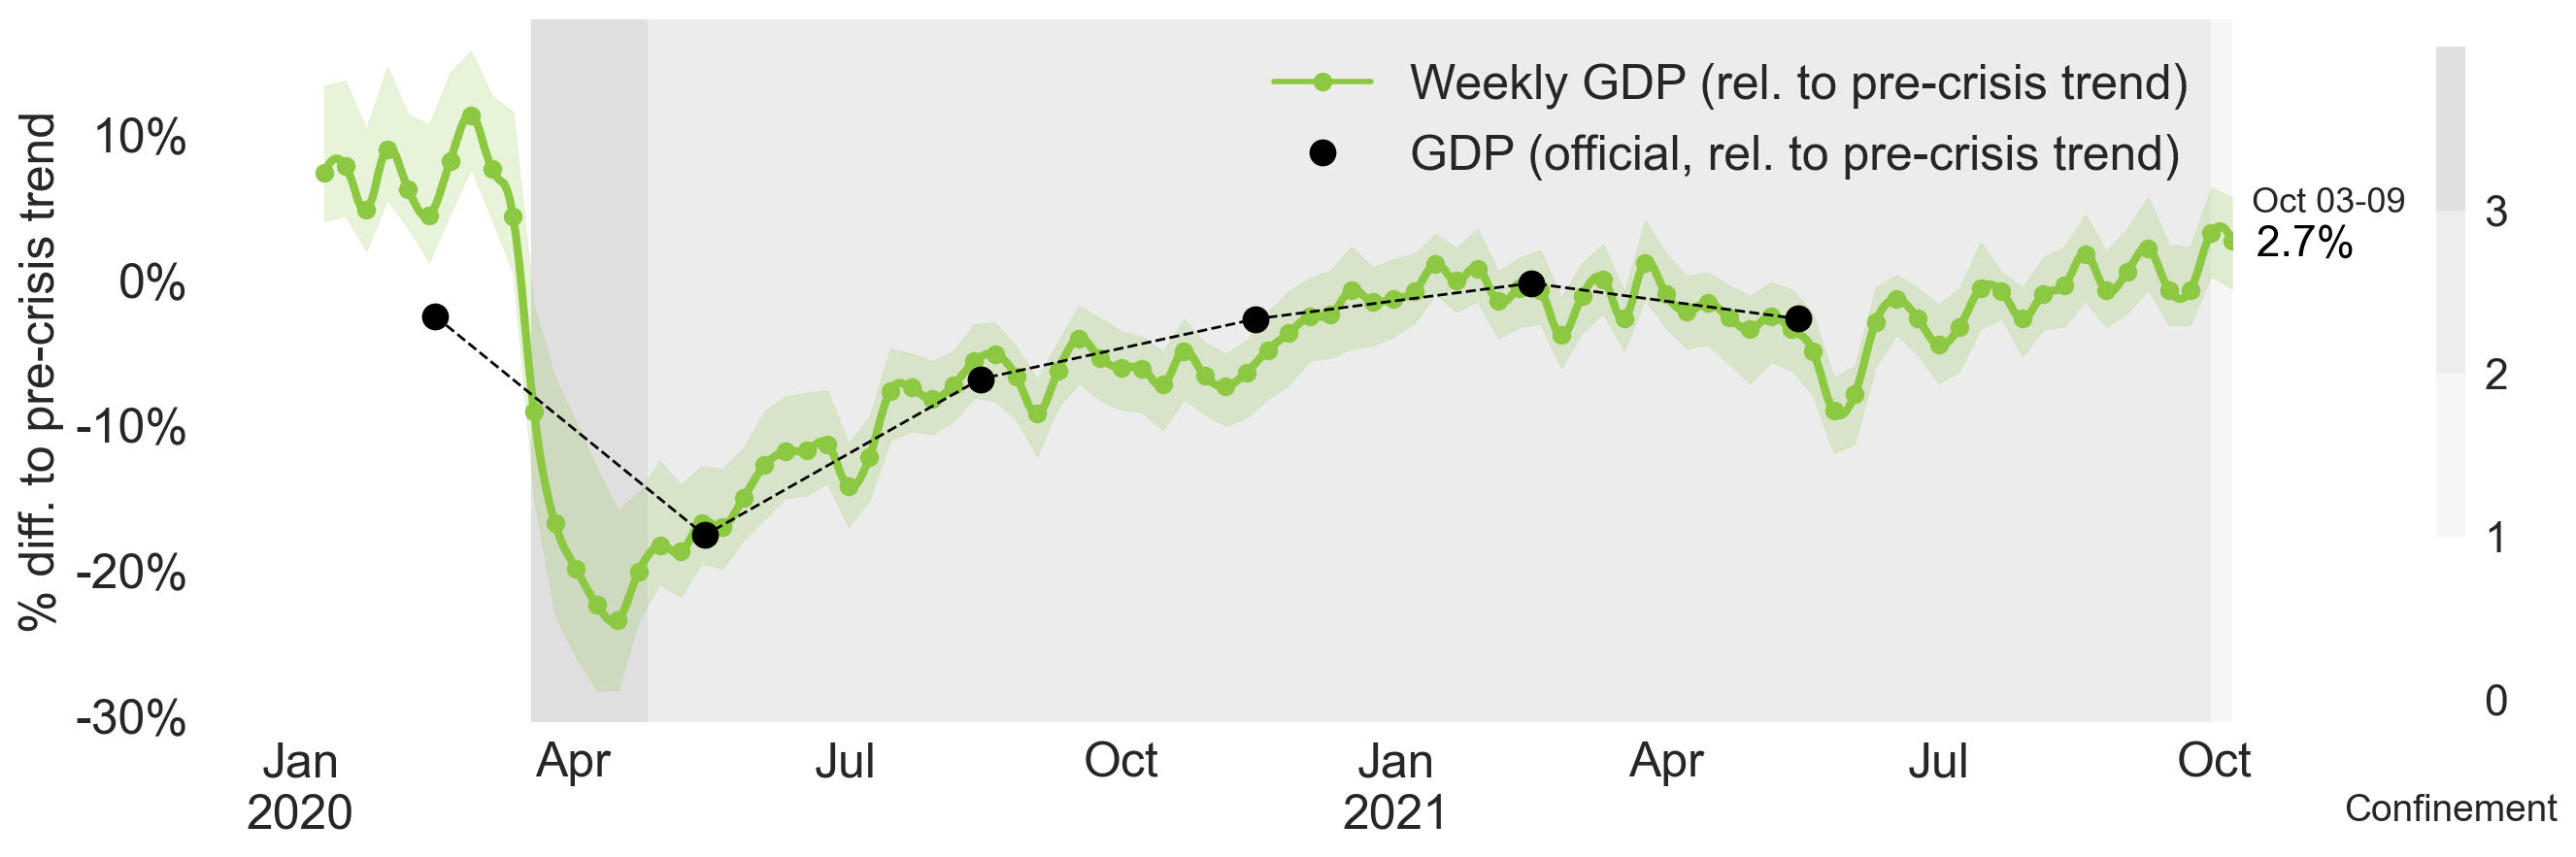 Weekly GDP (rel. to pre-crisis trend)
GDP (official, rel. to pre-crisis trend)
% diff. to pre-crisis trend
10%
0%
-10%
-20%
-30%
Oct 03-09
2.7%
3
2
1
0
Jan Apr Jul Oct Jan Apr Jul Oct
2020 2021
Confinement